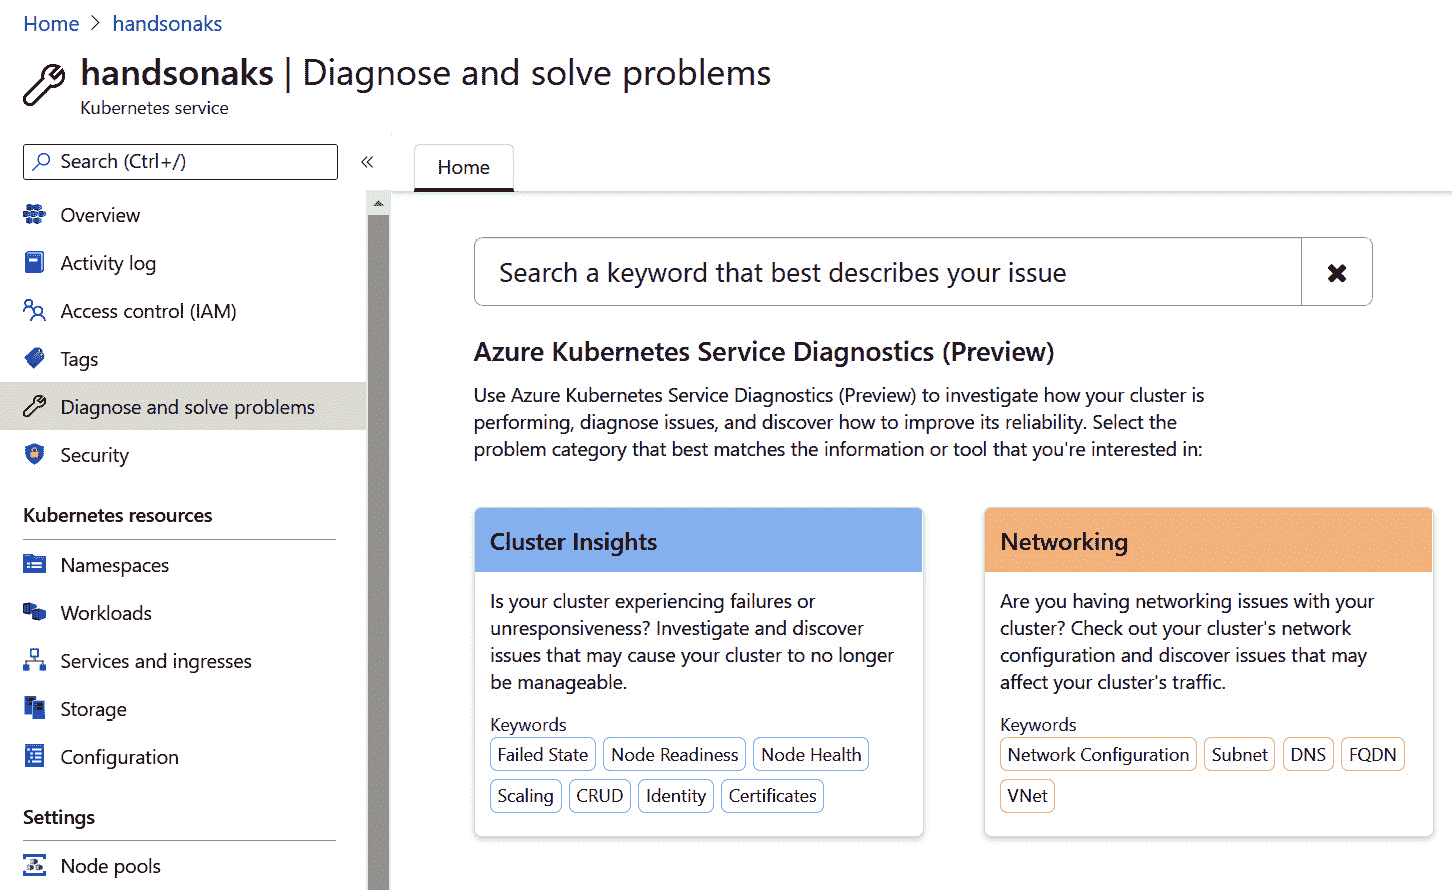 Home > handsonaks
handsonaks | Diagnose and solve problems
Kubernetes service
Search (Ctrl+/)
«
Overview
Activity log
Access control (IAM)
Tags
Diagnose and solve problems
Security
Kubernetes resources
Namespaces
Workloads
Services and ingresses
Storage
Configuration
Settings
Node pools
Home
Search a keyword that best describes your issue
Azure Kubernetes Service Diagnostics (Preview)
Use Azure Kubernetes Service Diagnostics (Preview) to investigate how your cluster is
performing, diagnose issues, and discover how to improve its reliability. Select the
problem category that best matches the information or tool that you're interested in:
Cluster Insights
Is your cluster experiencing failures or
unresponsiveness? Investigate and discover
issues that may cause your cluster to no longer
be manageable.
Keywords
Failed State Node Readiness Node Health
Scaling CRUD Identity Certificates
Networking
Are you having networking issues with your
cluster? Check out your cluster's network
configuration and discover issues that may
affect your cluster's traffic.
Keywords
Network Configuration Subnet DNS FQDN
VNet